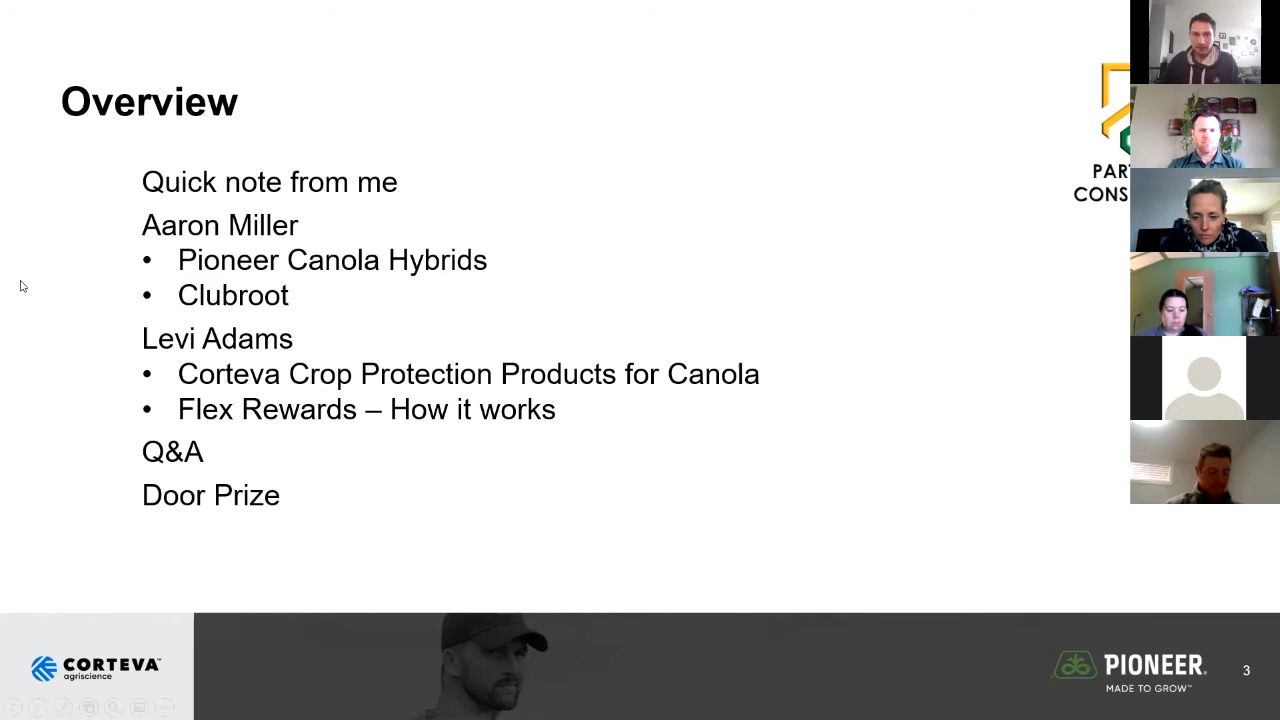 Overview
Quick note from me
Aaron Miller
• Pioneer Canola Hybrids
• Clubroot
Levi Adams
• Corteva Crop Protection Products for Canola
• Flex Rewards – How it works
Q&A
Door Prize
PAR
CONS
CORTEVA™
agriscience
PIONEER®
MADE TO GROW™
3